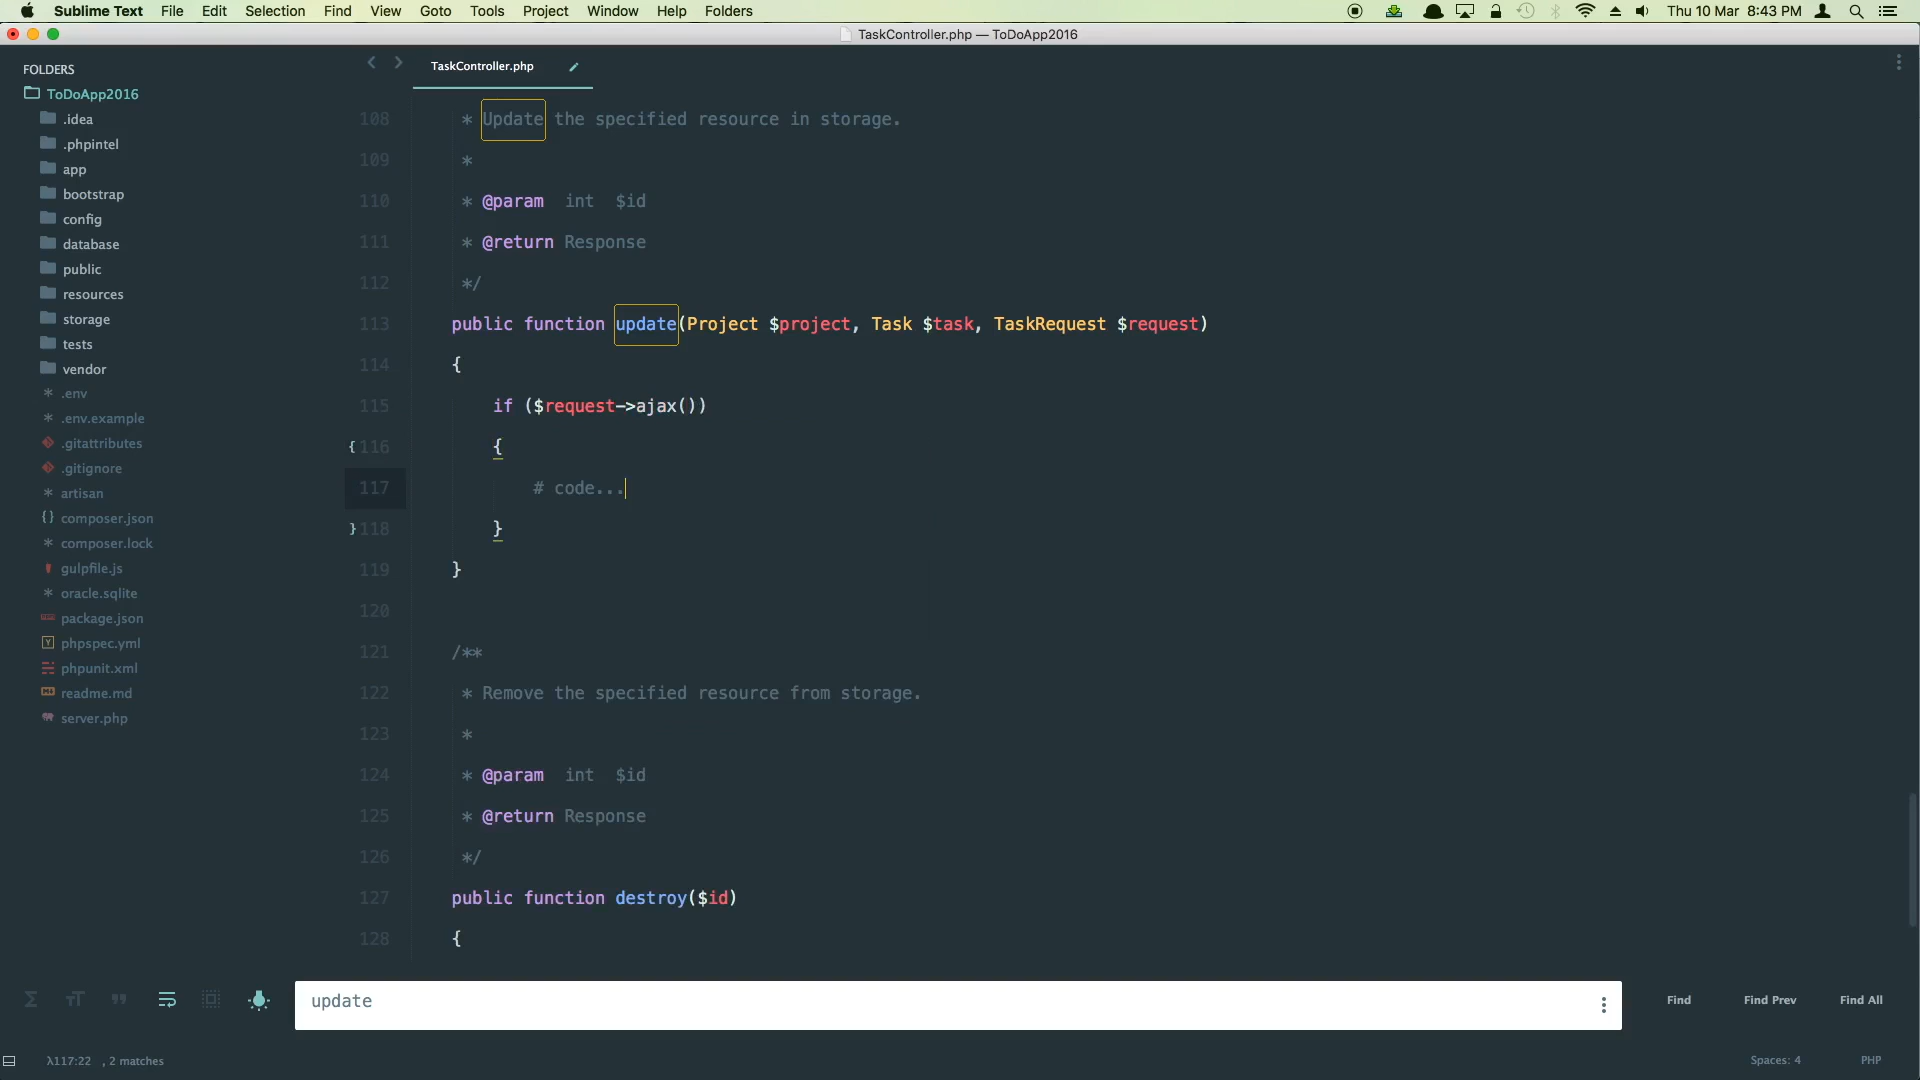 Sublime Text File Edit Selection Find View Goto Tools Project Window Help Folders Thu 10 Mar 8:43 PM
TaskController.php — ToDoApp2016
FOLDERS
ToDoApp2016
.idea
.phpintel
app
bootstrap
config
database
public
resources
storage
tests
vendor
.env
.env.example
.gitattributes
.gitignore
artisan
composer.json
composer.lock
gulpfile.js
oracle.sqlite
package.json
phpspec.yml
phpunit.xml
readme.md
server.php
TaskController.php
108 * Update the specified resource in storage.
109 *
110 * @param int $id
111 * @return Response
112 */
113 public function update(Project $project, Task $task, TaskRequest $request)
114 {
115 if ($request->ajax())
{ 116 {
117 # code...
} 118 }
119 }
120
121 /**
122 * Remove the specified resource from storage.
123 *
124 * @param int $id
125 * @return Response
126 */
127 public function destroy($id)
128 {
update
Find Find Prev Find All
λ117:22 , 2 matches
Spaces: 4 PHP